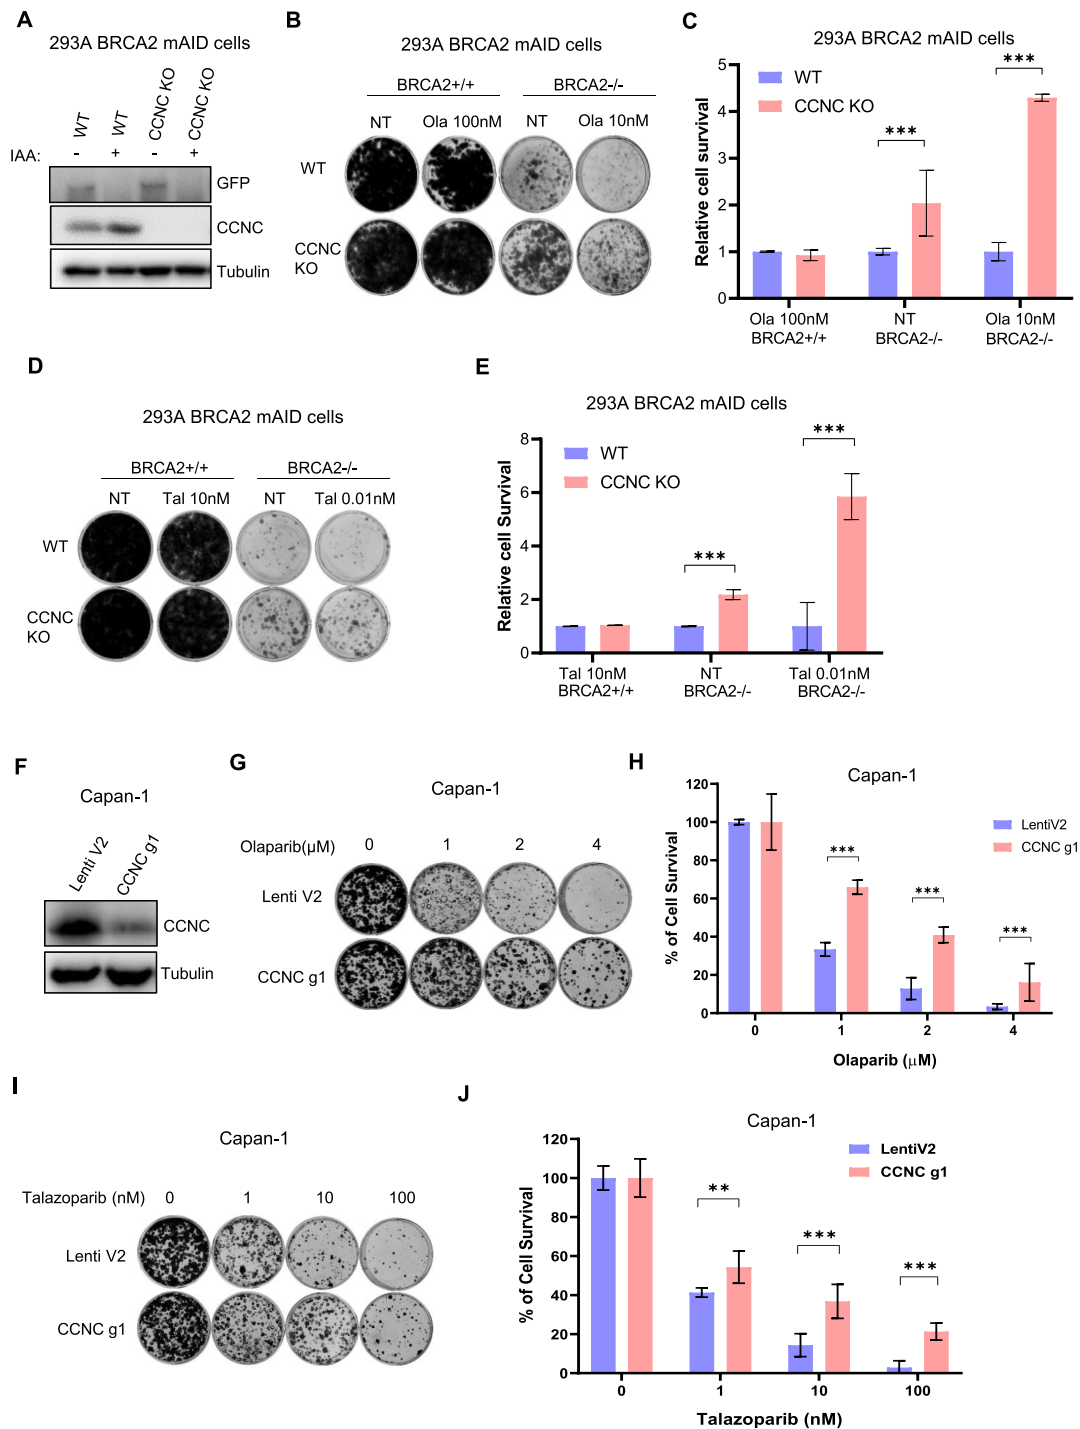 A
293A BRCA2 mAID cells
WT WT CCNC KO CCNC KO
IAA: - + - +
GFP
CCNC
Tubulin
B
293A BRCA2 mAID cells
BRCA2+/+ BRCA2-/-
NT Ola 100nM NT Ola 10nM
WT
CCNC
KO
C
293A BRCA2 mAID cells
WT
CCNC KO
Relative cell survival
5
4
3
2
1
0
*** ***
Ola 100nM NT Ola 10nM
BRCA2+/+ BRCA2-/- BRCA2-/-
D
293A BRCA2 mAID cells
BRCA2+/+ BRCA2-/-
NT Tal 10nM NT Tal 0.01nM
WT
CCNC
KO
E
293A BRCA2 mAID cells
WT
CCNC KO
Relative cell Survival
8
6
4
2
0
*** ***
Tal 10nM NT Tal 0.01nM
BRCA2+/+ BRCA2-/- BRCA2-/-
F
Capan-1
Lenti V2 CCNC g1
CCNC
Tubulin
G
Capan-1
Olaparib(μM) 0 1 2 4
Lenti V2
CCNC g1
H
Capan-1
LentiV2
CCNC g1
% of Cell Survival
120
100
80
60
40
20
0
*** *** ***
0 1 2 4
Olaparib (μM)
I
Capan-1
Talazoparib (nM) 0 1 10 100
Lenti V2
CCNC g1
J
Capan-1
LentiV2
CCNC g1
% of Cell Survival
120
100
80
60
40
20
0
** *** ***
0 1 10 100
Talazoparib (nM)